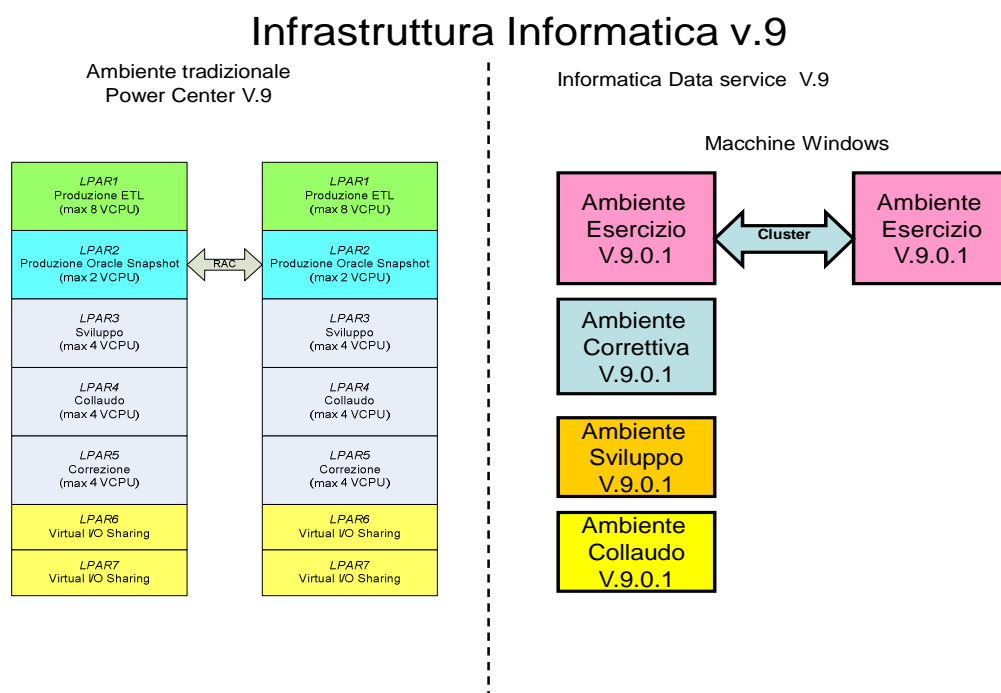 Infrastruttura Informatica v.9
Ambiente tradizionale
Power Center V.9
LPAR1
Produzione ETL
(max 8 VCPU)
LPAR2
Produzione Oracle Snapshot
(max 2 VCPU)
LPAR3
Sviluppo
(max 4 VCPU)
LPAR4
Collaudo
(max 4 VCPU)
LPAR5
Correzione
(max 4 VCPU)
LPAR6
Virtual I/O Sharing
LPAR7
Virtual I/O Sharing
RAC
LPAR1
Produzione ETL
(max 8 VCPU)
LPAR2
Produzione Oracle Snapshot
(max 2 VCPU)
LPAR3
Sviluppo
(max 4 VCPU)
LPAR4
Collaudo
(max 4 VCPU)
LPAR5
Correzione
(max 4 VCPU)
LPAR6
Virtual I/O Sharing
LPAR7
Virtual I/O Sharing
Informatica Data service V.9
Macchine Windows
Ambiente
Esercizio
V.9.0.1
Cluster
Ambiente
Esercizio
V.9.0.1
Ambiente
Correttiva
V.9.0.1
Ambiente
Sviluppo
V.9.0.1
Ambiente
Collaudo
V.9.0.1